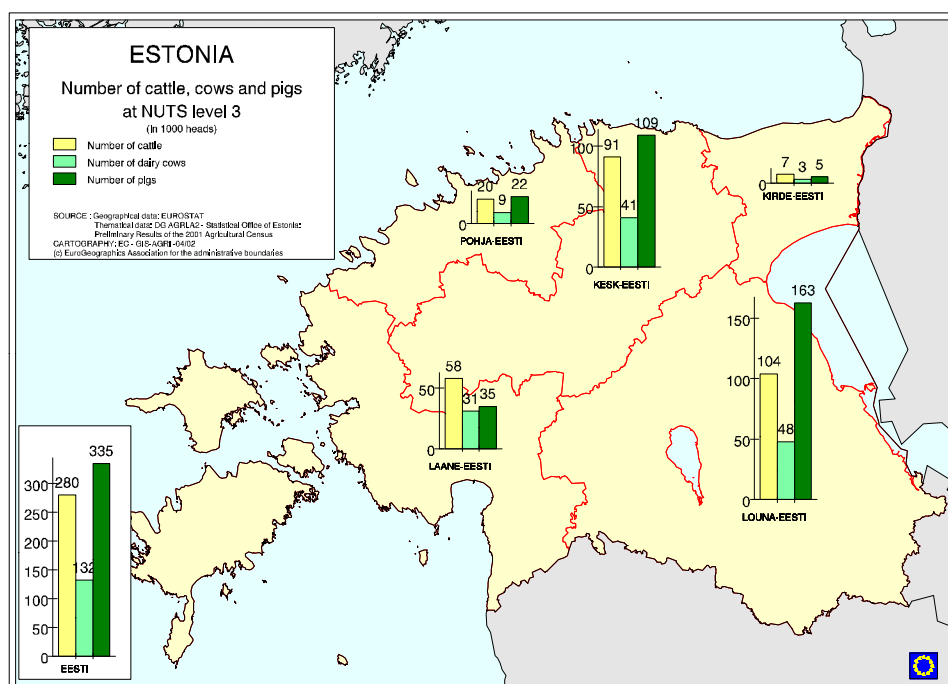 ESTONIA
Number of cattle, cows and pigs
at NUTS level 3
(in 1000 heads)
Number of cattle
Number of dairy cows
Number of pigs
SOURCE : Geographical data: EUROSTAT
Thematical data: DG AGRI.A2 - Statistical Office of Estonia:
Preliminary Results of the 2001 Agricultural Census
CARTOGRAPHY: EC - GIS-AGRI -04/02
(c) EuroGeographics Association for the administrative boundaries
20
9
22
0
POHJA-EESTI
100
50
0
91
41
109
KESK-EESTI
7
3
5
0
KIRDE-EESTI
150
100
50
0
104
48
163
LOUNA-EESTI
50
0
58
31
35
LAANE-EESTI
300
250
200
150
100
50
0
280
132
335
EESTI